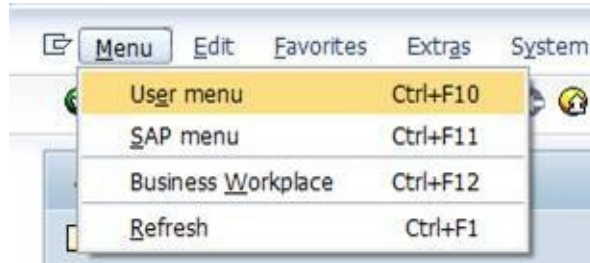 Menu Edit Favorites Extras System
User menu Ctrl+F10
SAP menu Ctrl+F11
Business Workplace Ctrl+F12
Refresh Ctrl+F1